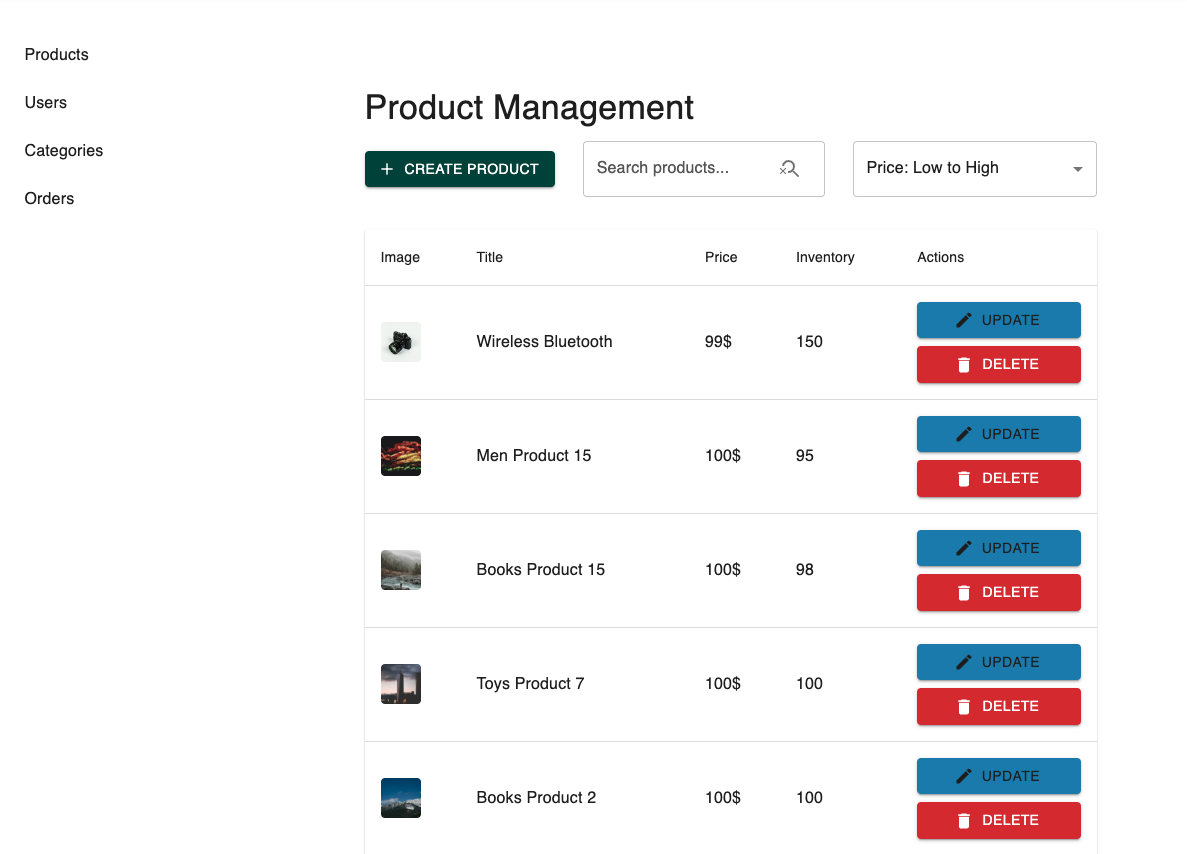 Products
Users
Categories
Orders
Product Management
CREATE PRODUCT
Search products...
Price: Low to High
Image Title Price Inventory Actions
Wireless Bluetooth 99$ 150
UPDATE
DELETE
Men Product 15 100$ 95
UPDATE
DELETE
Books Product 15 100$ 98
UPDATE
DELETE
Toys Product 7 100$ 100
UPDATE
DELETE
Books Product 2 100$ 100
UPDATE
DELETE